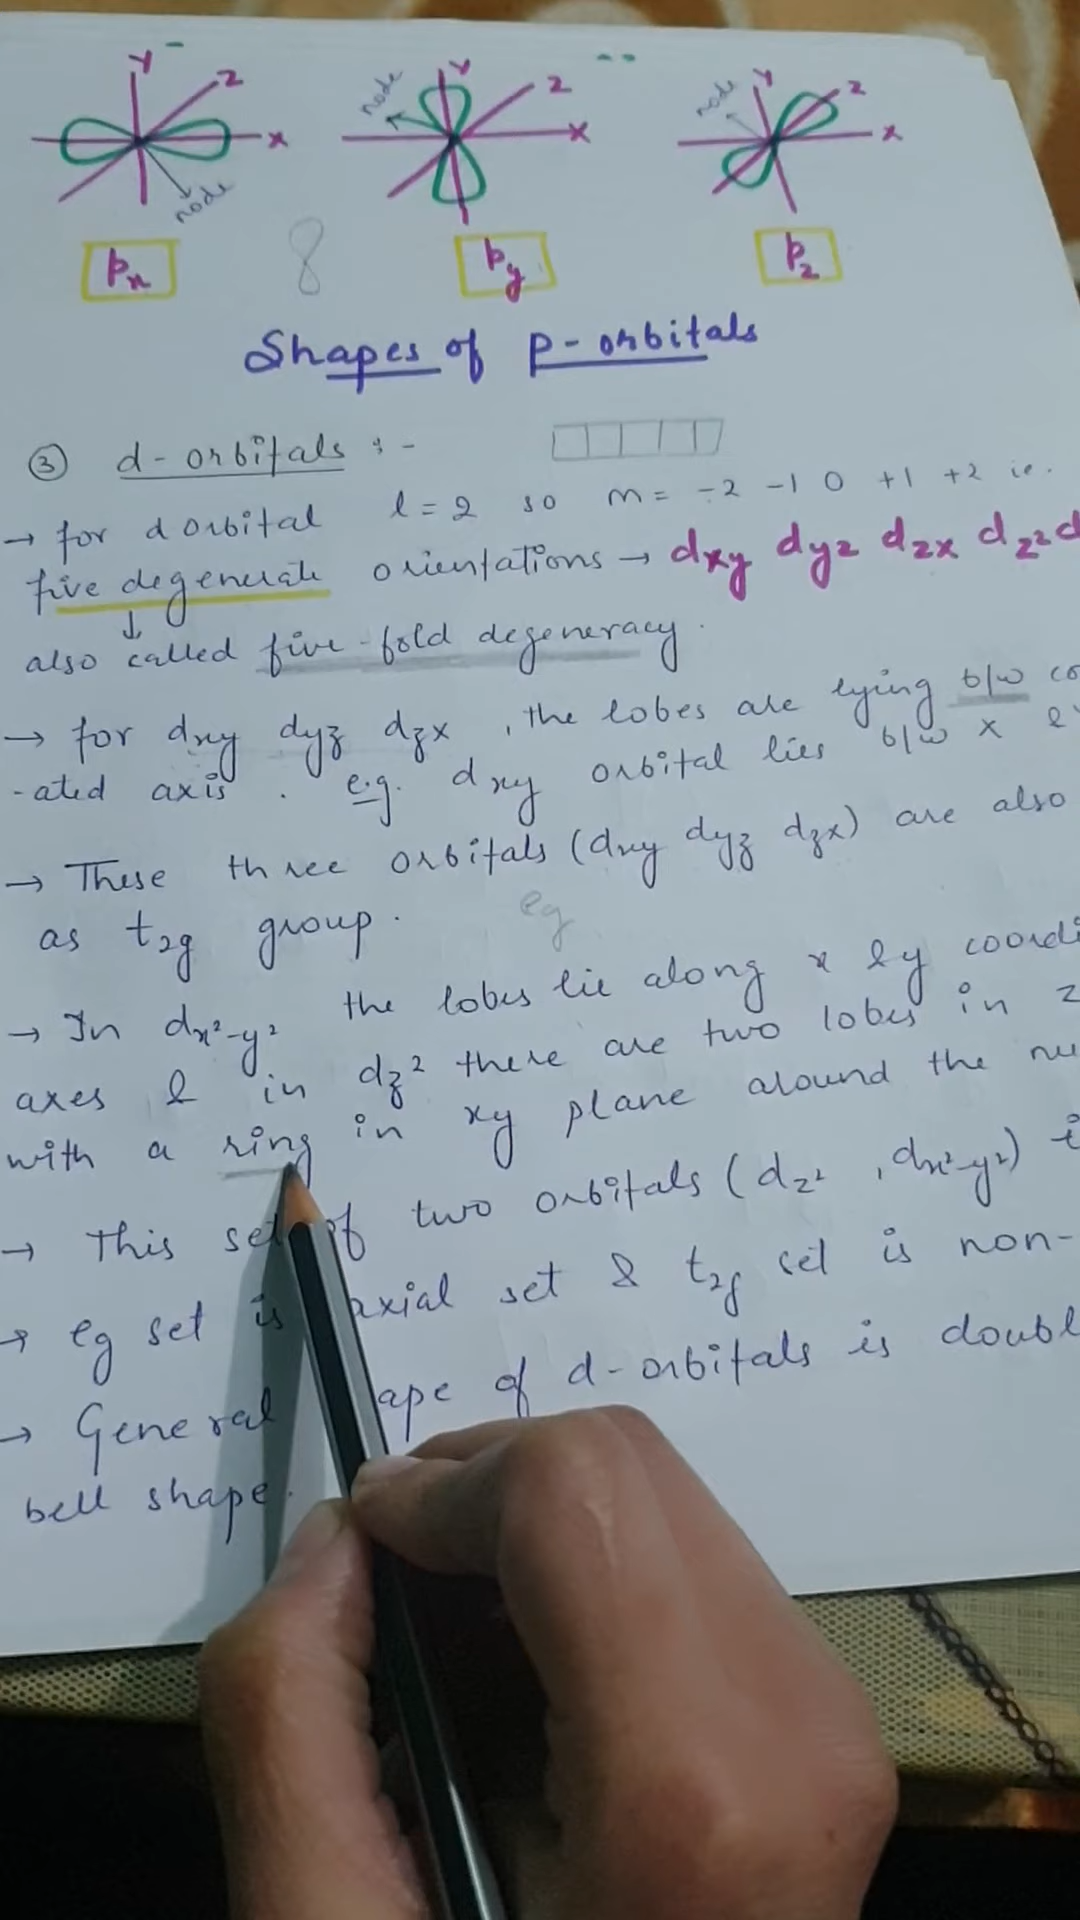 Y Z X node
node Y Z X
node Y Z X
px 8 py pz
Shapes of p-orbitals
③ d-orbitals :-
→ for d orbital l = 2 so m = -2 -1 0 +1 +2 ie.
five degenerate orientations → dxy dyz dzx dz² d
↓
also called five-fold degeneracy.
→ for dxy dyz dzx , the lobes are lying b/w co
-ated axis . e.g. dxy orbital lies b/w x &
→ These three orbitals (dxy dyz dzx) are also
as t2g group. eg
→ In dx²-y² the lobes lie along x & y coordi
axes & in dz² there are two lobes in z
with a ring in xy plane around the nu
→ This set of two orbitals (dz² , dx²-y²) i
→ eg set is axial set & t2g set is non-
→ General ape of d-orbitals is doubl
bell shape.